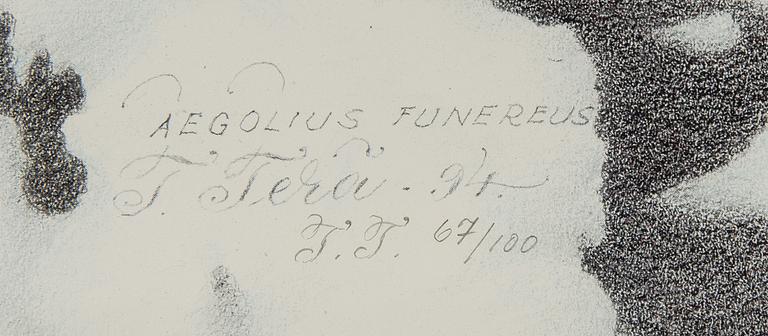 AEGOLIUS FUNEREUS
T. Terä - 94.
T.T. 67/100